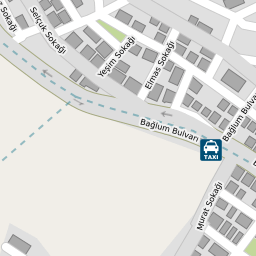 Selçuk Sokağı
Yeşim Sokağı
Elmas Sokağı
Bağlum Bulvarı
Bağlum Bulvarı
TAXI
Murat Sokağı